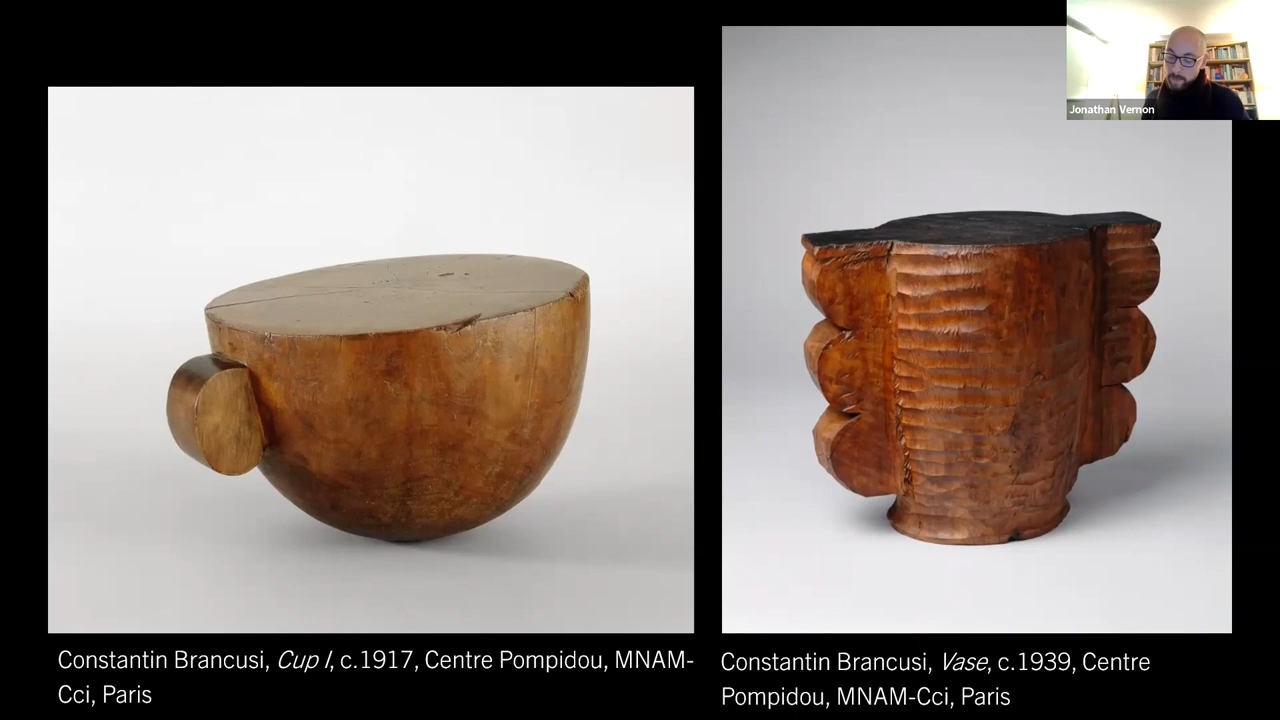 Jonathan Vernon
Constantin Brancusi, Cup I, c.1917, Centre Pompidou, MNAM-
Cci, Paris
Constantin Brancusi, Vase, c.1939, Centre
Pompidou, MNAM-Cci, Paris